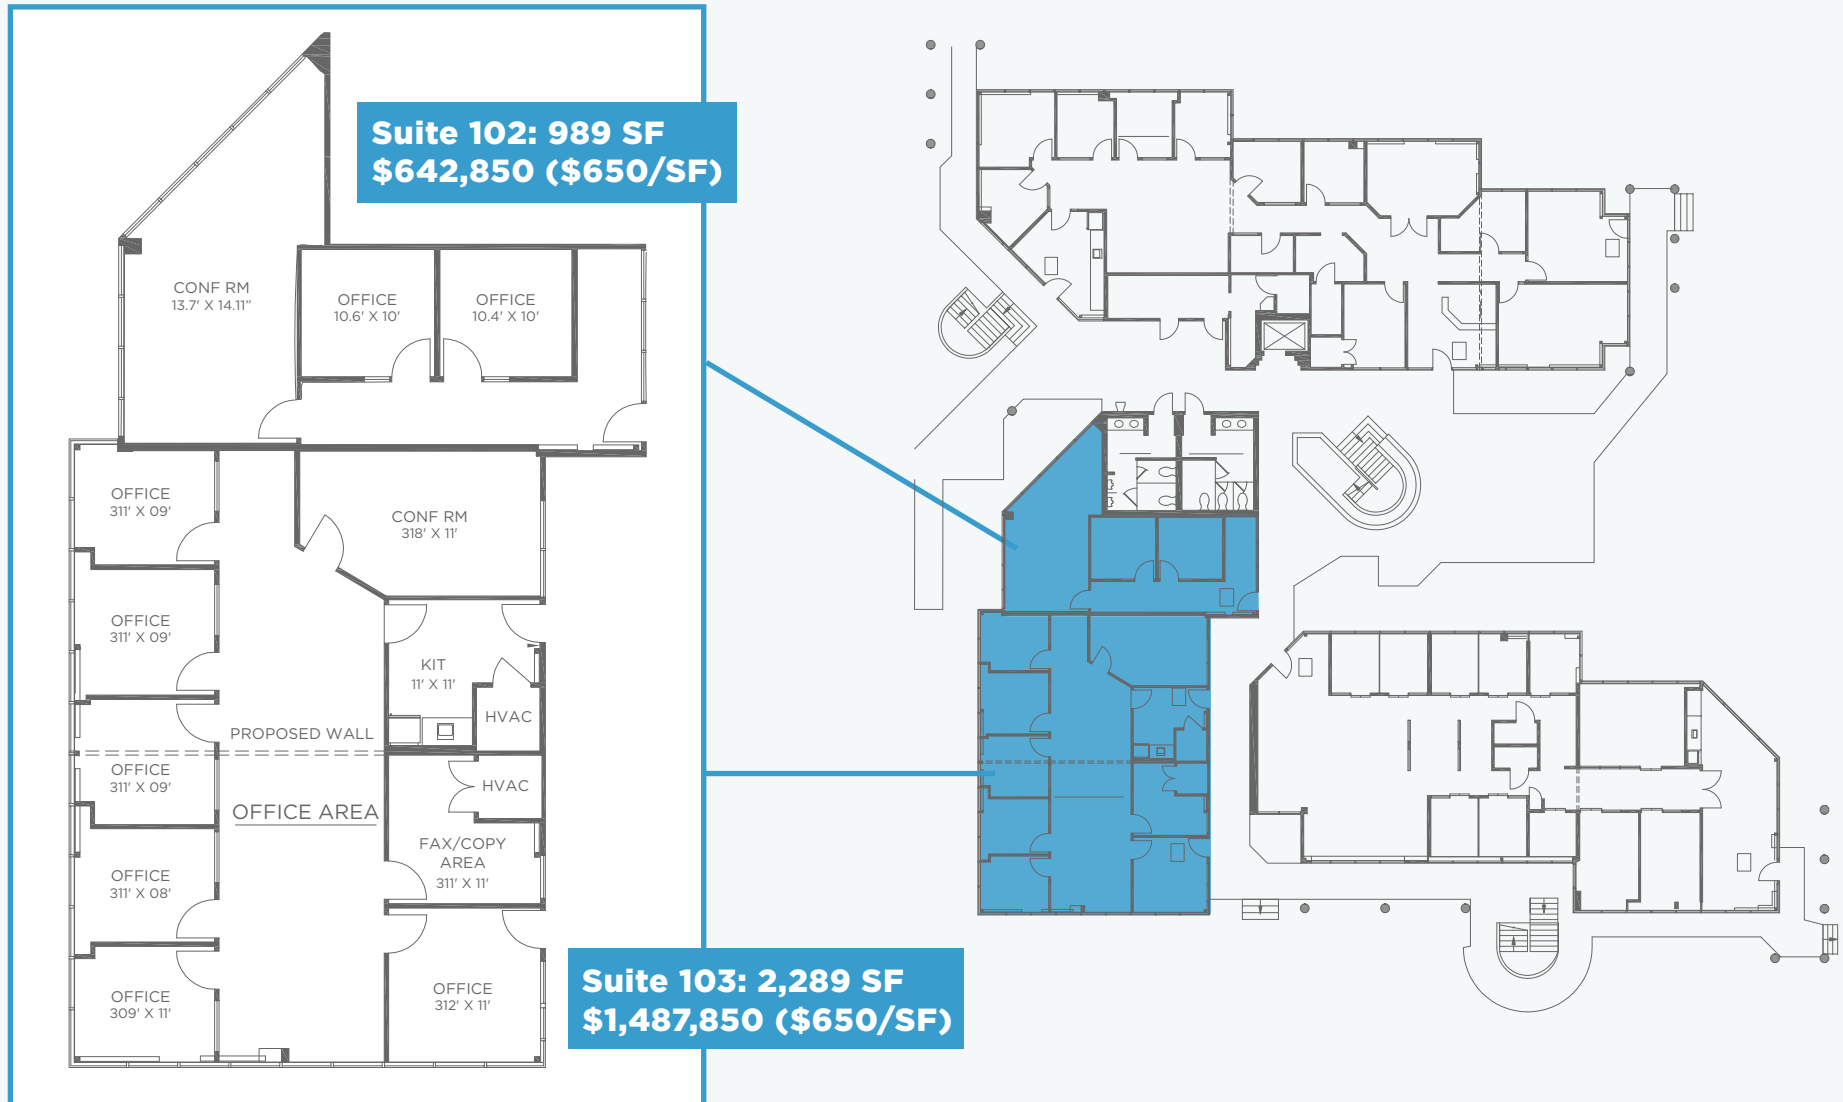 Suite 102: 989 SF
$642,850 ($650/SF)
CONF RM
13.7' X 14.11"
OFFICE
10.6' X 10'
OFFICE
10.4' X 10'
OFFICE
311' X 09'
CONF RM
318' X 11'
OFFICE
311' X 09'
KIT
11' X 11'
HVAC
PROPOSED WALL
OFFICE
311' X 09'
HVAC
OFFICE AREA
FAX/COPY
AREA
311' X 11'
OFFICE
311' X 08'
OFFICE
309' X 11'
OFFICE
312' X 11'
Suite 103: 2,289 SF
$1,487,850 ($650/SF)